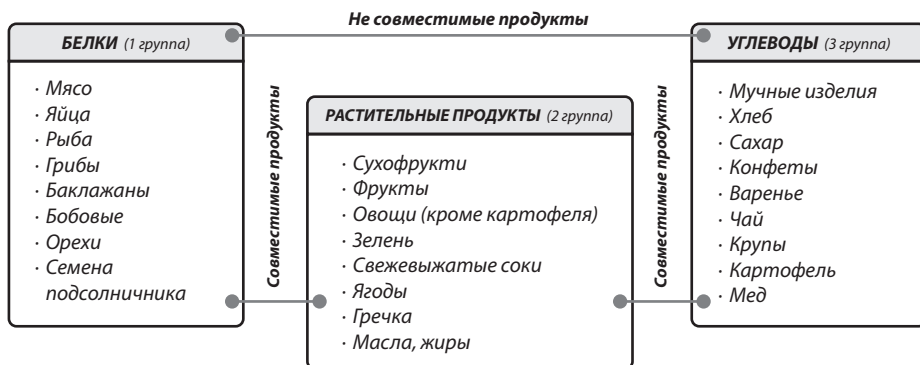 Не совместимые продукты
БЕЛКИ (1 группа)
· Мясо
· Яйца
· Рыба
· Грибы
· Баклажаны
· Бобовые
· Орехи
· Семена
подсолничника
Совместимые продукты
РАСТИТЕЛЬНЫЕ ПРОДУКТЫ (2 группа)
· Сухофрукти
· Фрукты
· Овощи (кроме картофеля)
· Зелень
· Свежевыжатые соки
· Ягоды
· Гречка
· Масла, жиры
Совместимые продукты
УГЛЕВОДЫ (3 группа)
· Мучные изделия
· Хлеб
· Сахар
· Конфеты
· Варенье
· Чай
· Крупы
· Картофель
· Мед